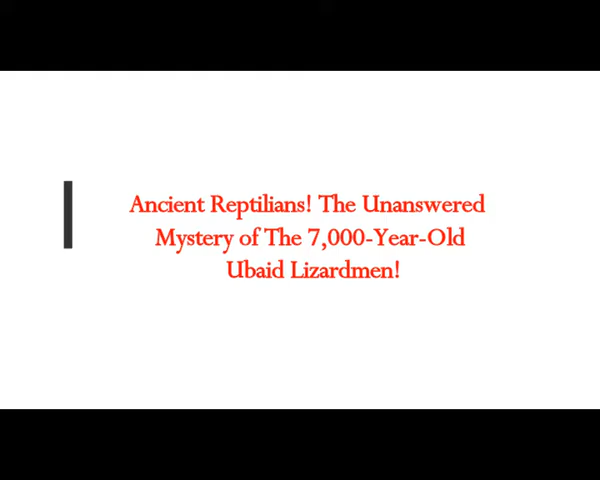 Ancient Reptilians! The Unanswered
Mystery of The 7,000-Year-Old
Ubaid Lizardmen!